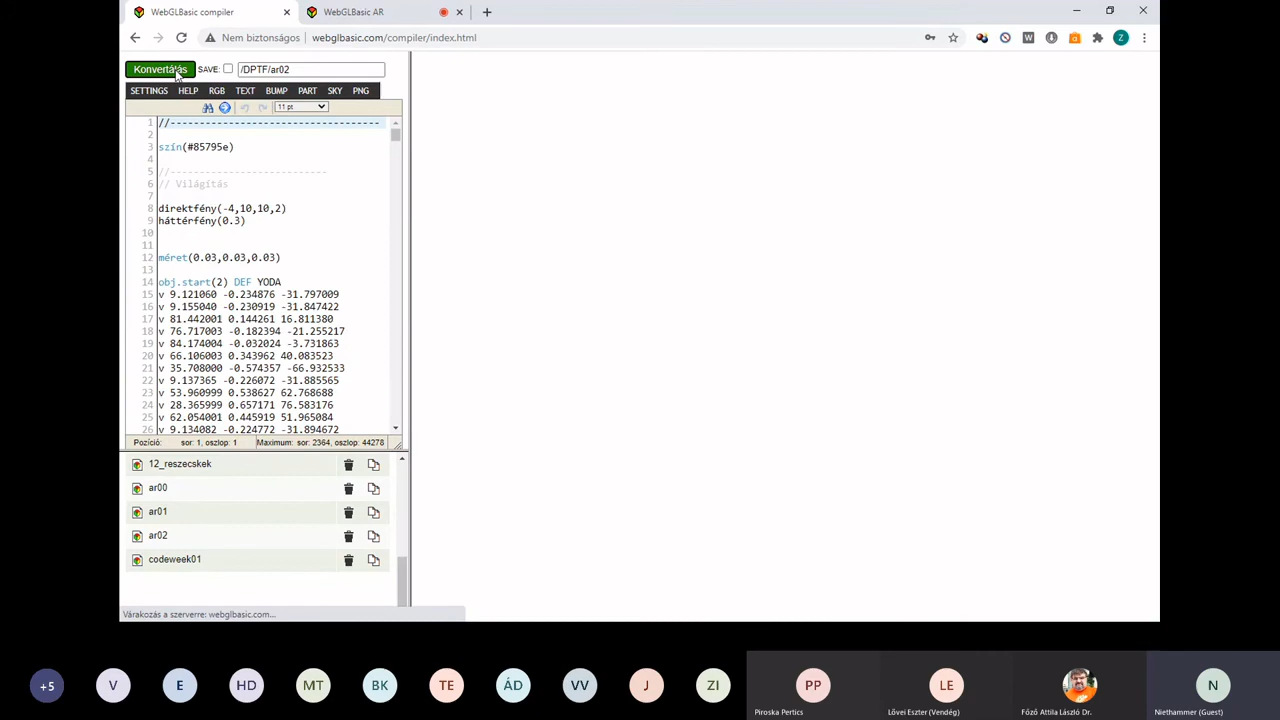 WebGLBasic compiler
WebGLBasic AR
Nem biztonságos
webglbasic.com/compiler/index.html
W
a
Z
Konvertálás SAVE: /DPTF/ar02
SETTINGS HELP RGB TEXT BUMP PART SKY PNG
11 pt
1 //-----------------------------------
2
3 szín(#85795e)
4
5 //--------------------------
6 // Világítás
7
8 direktfény(-4,10,10,2)
9 háttérfény(0.3)
10
11
12 méret(0.03,0.03,0.03)
13
14 obj.start(2) DEF YODA
15 v 9.121060 -0.234876 -31.797009
16 v 9.155040 -0.230919 -31.847422
17 v 81.442001 0.144261 16.811380
18 v 76.717003 -0.182394 -21.255217
19 v 84.174004 -0.032024 -3.731863
20 v 66.106003 0.343962 40.083523
21 v 35.708000 -0.574357 -66.932533
22 v 9.137365 -0.226072 -31.885565
23 v 53.960999 0.538627 62.768688
24 v 28.365999 0.657171 76.583176
25 v 62.054001 0.445919 51.965084
26 v 9.134082 -0.224772 -31.894672
Pozíció: sor: 1, oszlop: 1 Maximum: sor: 2364, oszlop: 44278
12_reszecskek
ar00
ar01
ar02
codeweek01
Várakozás a szerverre: webglbasic.com...
+5 V E HD MT BK TE ÁD VV J ZI PP LE N
Piroska Pertics
Lővei Eszter (Vendég)
Főző Attila László Dr.
Niethammer (Guest)